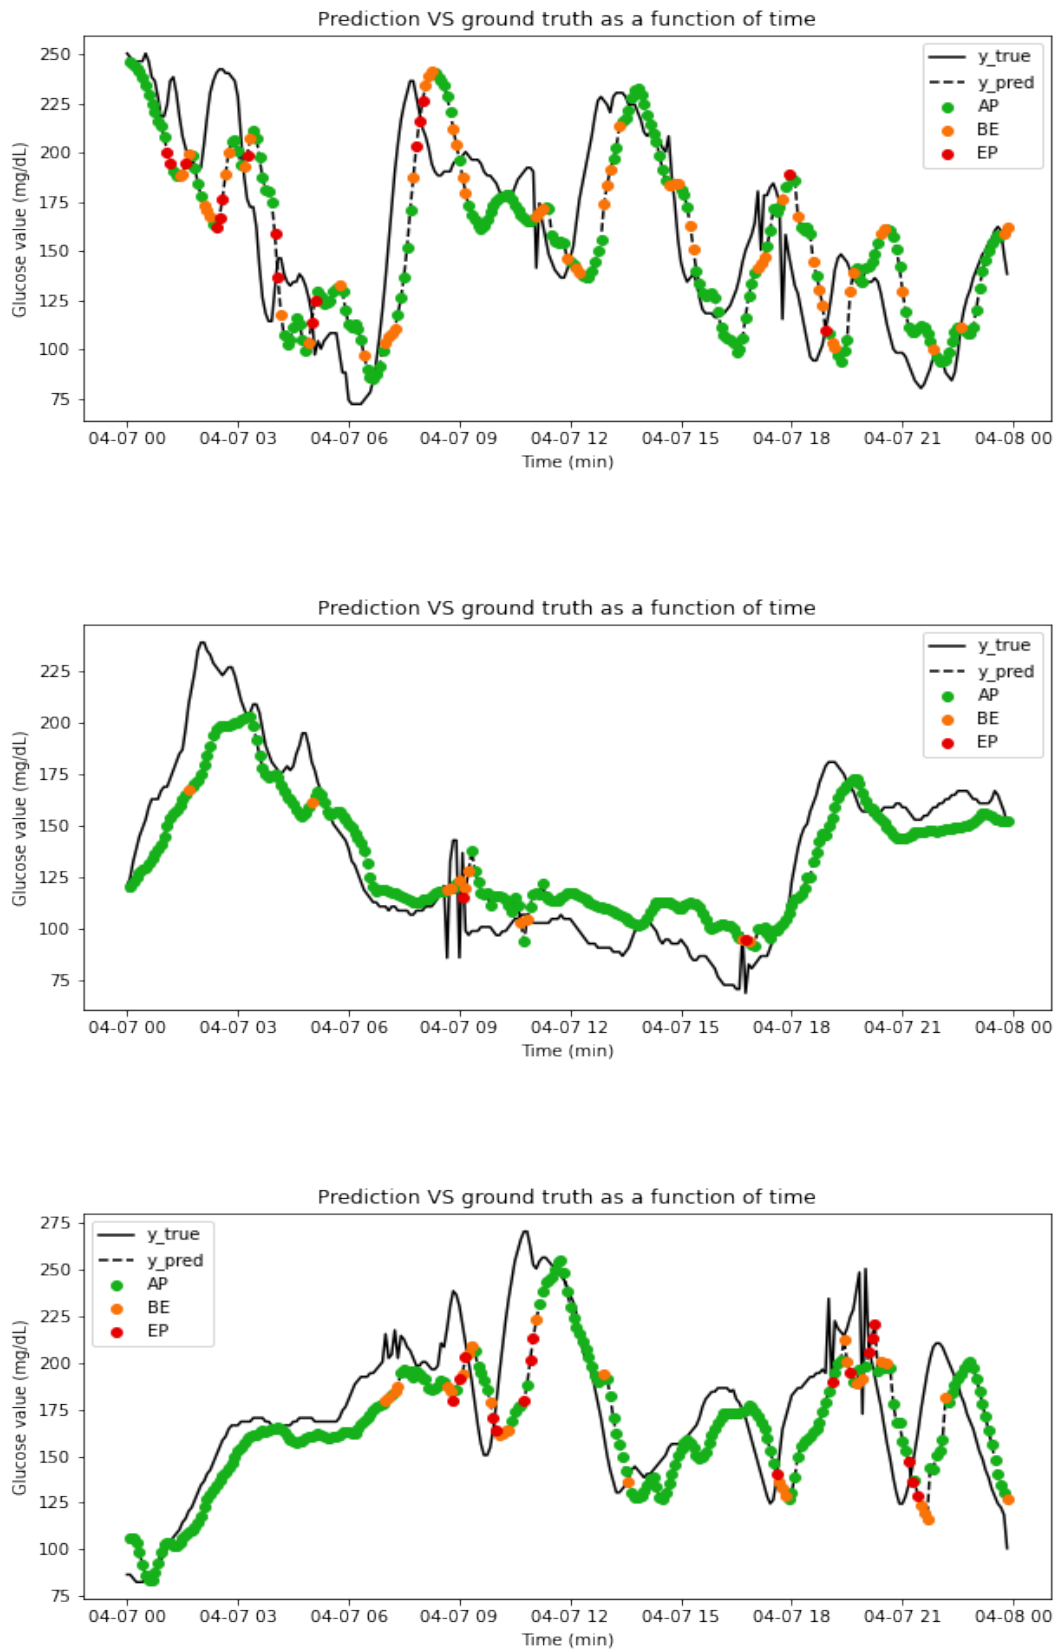 Prediction VS ground truth as a function of time
Glucose value (mg/dL)
250
225
200
175
150
125
100
75
y_true
y_pred
AP
BE
EP
04-07 00 04-07 03 04-07 06 04-07 09 04-07 12 04-07 15 04-07 18 04-07 21 04-08 00
Time (min)
Prediction VS ground truth as a function of time
Glucose value (mg/dL)
225
200
175
150
125
100
75
y_true
y_pred
AP
BE
EP
04-07 00 04-07 03 04-07 06 04-07 09 04-07 12 04-07 15 04-07 18 04-07 21 04-08 00
Time (min)
Prediction VS ground truth as a function of time
Glucose value (mg/dL)
275
250
225
200
175
150
125
100
75
y_true
y_pred
AP
BE
EP
04-07 00 04-07 03 04-07 06 04-07 09 04-07 12 04-07 15 04-07 18 04-07 21 04-08 00
Time (min)